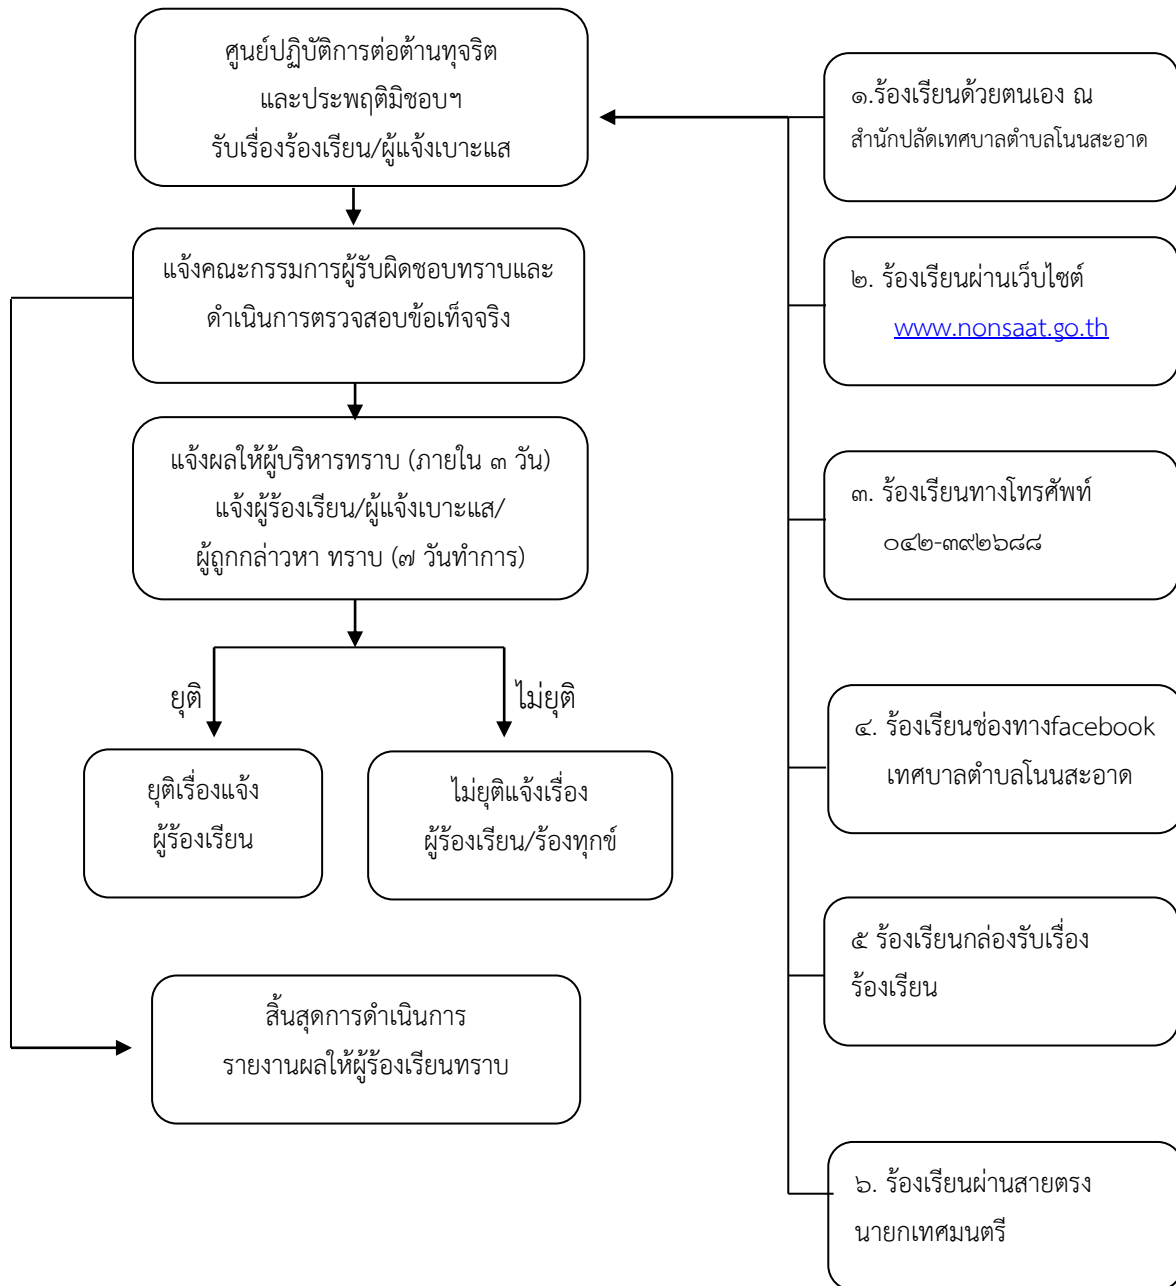 ศูนย์ปฏิบัติการต่อต้านทุจริต
และประพฤติมิชอบฯ
รับเรื่องร้องเรียน/ผู้แจ้งเบาะแส
แจ้งคณะกรรมการผู้รับผิดชอบทราบและ
ดำเนินการตรวจสอบข้อเท็จจริง
แจ้งผลให้ผู้บริหารทราบ (ภายใน ๓ วัน)
แจ้งผู้ร้องเรียน/ผู้แจ้งเบาะแส/
ผู้ถูกกล่าวหา ทราบ (๗ วันทำการ)
ยุติ
ไม่ยุติ
ยุติเรื่องแจ้ง
ผู้ร้องเรียน
ไม่ยุติแจ้งเรื่อง
ผู้ร้องเรียน/ร้องทุกข์
สิ้นสุดการดำเนินการ
รายงานผลให้ผู้ร้องเรียนทราบ
๑.ร้องเรียนด้วยตนเอง ณ
สำนักปลัดเทศบาลตำบลโนนสะอาด
๒. ร้องเรียนผ่านเว็บไซต์
www.nonsaat.go.th
๓. ร้องเรียนทางโทรศัพท์
๐๔๒-๓๙๒๖๘๘
๔. ร้องเรียนช่องทางfacebook
เทศบาลตำบลโนนสะอาด
๕ ร้องเรียนกล่องรับเรื่อง
ร้องเรียน
๖. ร้องเรียนผ่านสายตรง
นายกเทศมนตรี